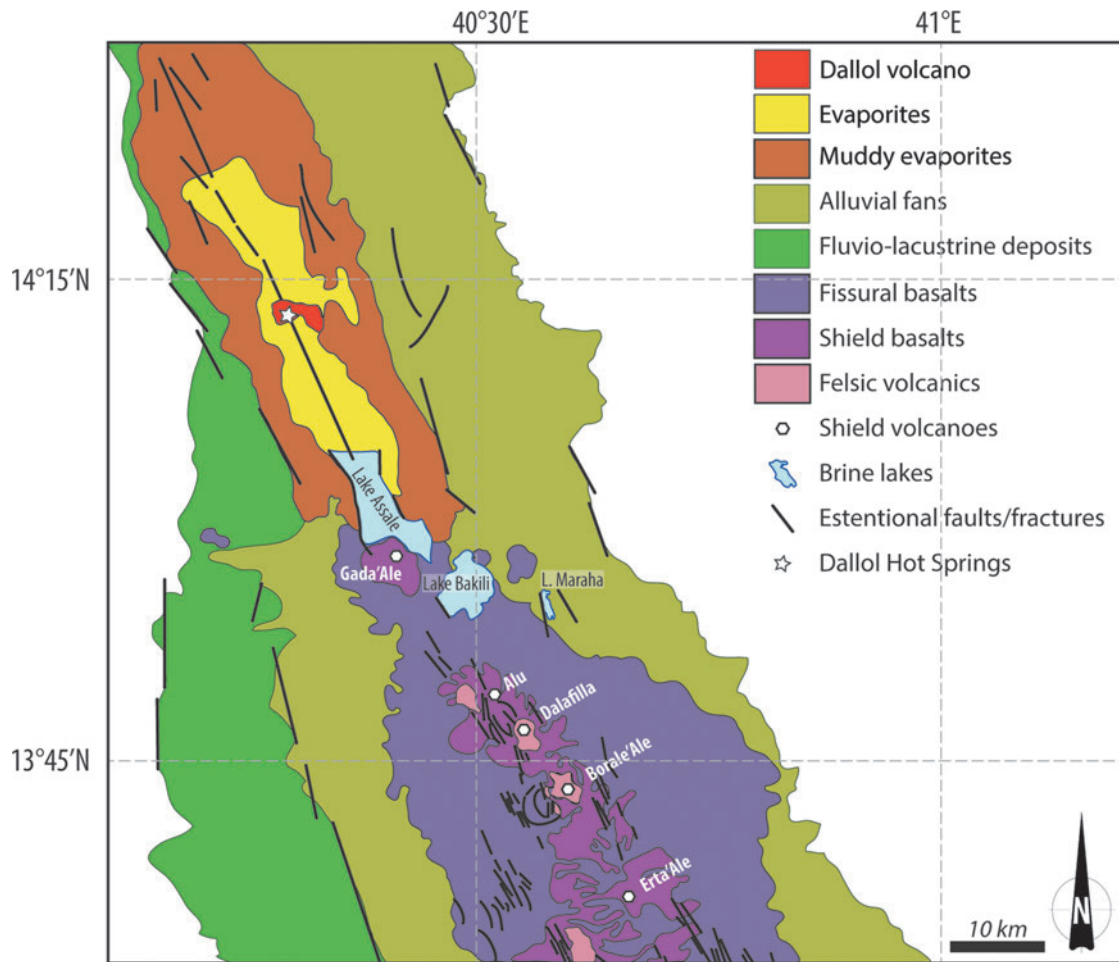 40°30'E
41°E
Dallol volcano
Evaporites
Muddy evaporites
Alluvial fans
Fluvio-lacustrine deposits
Fissural basalts
Shield basalts
Felsic volcanics
Shield volcanoes
Brine lakes
Estentional faults/fractures
Dallol Hot Springs
14°15'N
Lake Assale
Gada'Ale
Lake Bakili
L. Maraha
Alu
Dalafilla
13°45'N
Borale'Ale
Erta'Ale
N
10 km